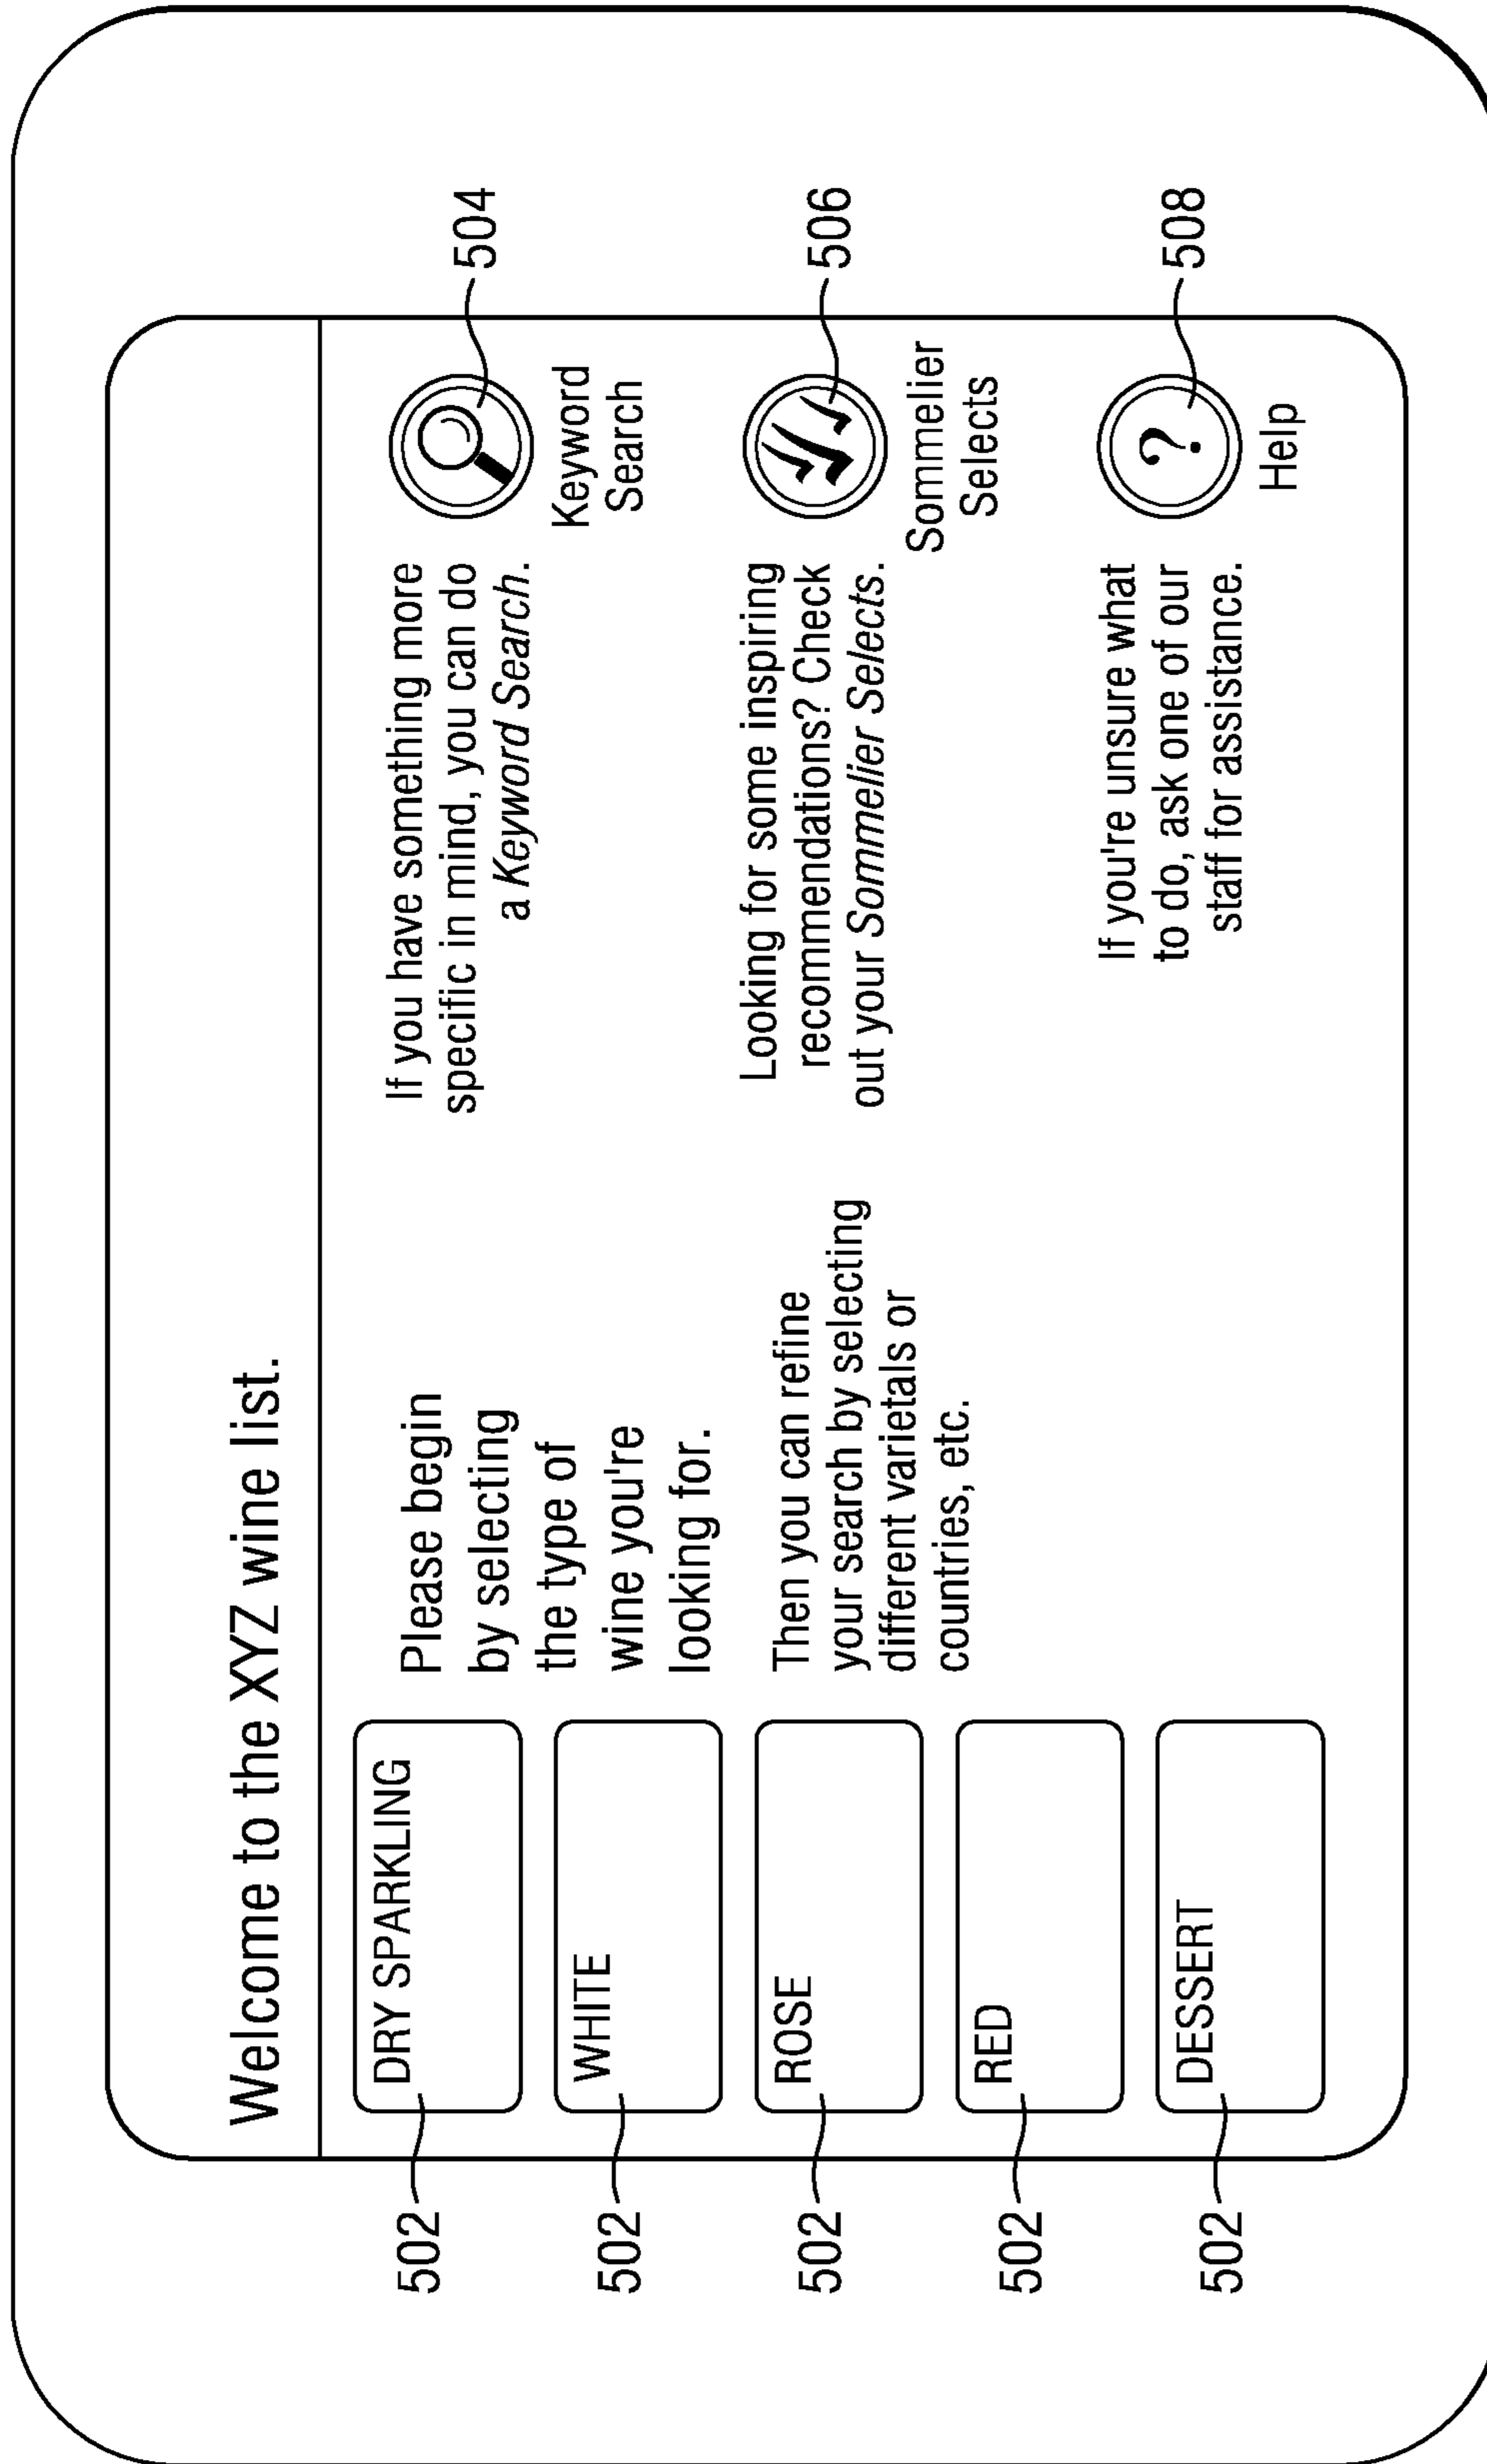 Welcome to the XYZ wine list.
502
DRY SPARKLING
502
WHITE
502
ROSE
502
RED
502
DESSERT
Please begin
by selecting
the type of
wine you're
looking for.
Then you can refine
your search by selecting
different varietals or
countries, etc.
If you have something more
specific in mind, you can do
a Keyword Search.
504
Keyword
Search
Looking for some inspiring
recommendations? Check
out your Sommelier Selects.
506
Sommelier
Selects
If you're unsure what
to do, ask one of our
staff for assistance.
?
508
Help